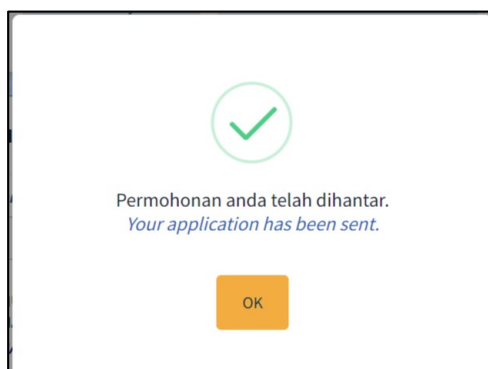 Permohonan anda telah dihantar.
Your application has been sent.
OK